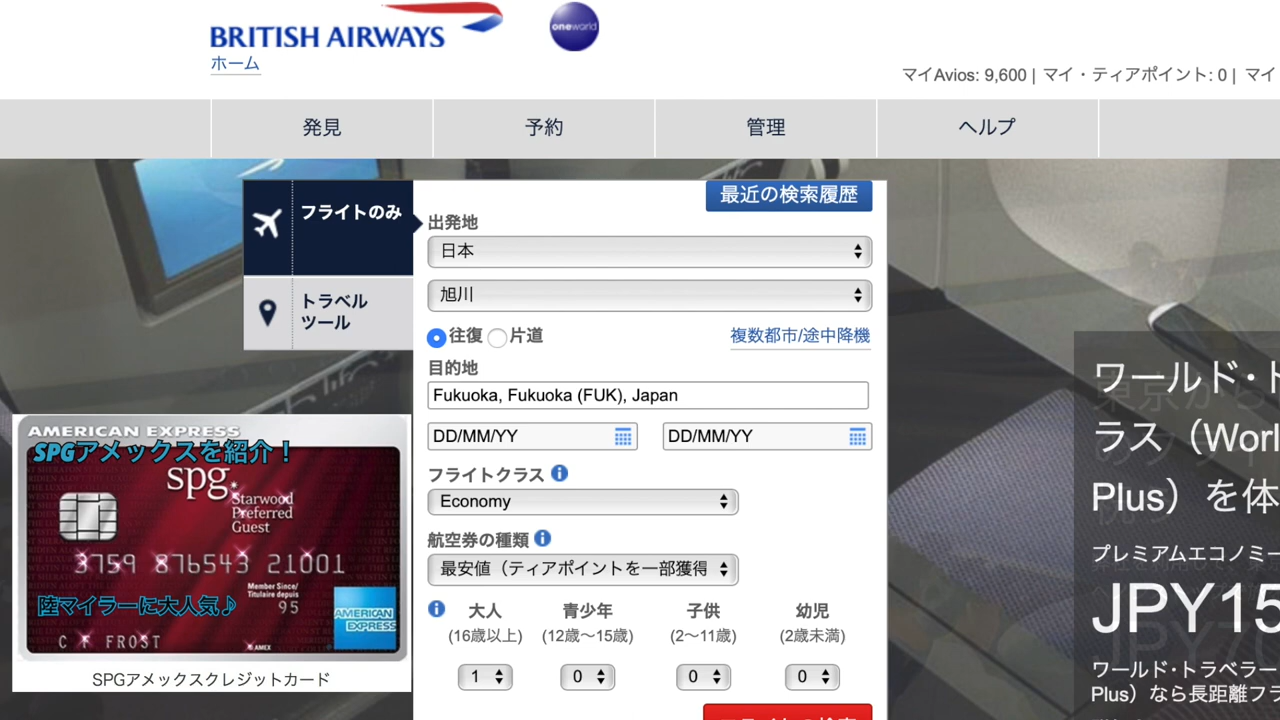 BRITISH AIRWAYS
oneworld
ホーム
マイAvios: 9,600 | マイ・ティアポイント: 0 | マイ
発見
予約
管理
ヘルプ
フライトのみ
トラベル
ツール
最近の検索履歴
出発地
日本
旭川
往復 片道
複数都市/途中降機
目的地
Fukuoka, Fukuoka (FUK), Japan
DD/MM/YY
DD/MM/YY
フライトクラス
Economy
航空券の種類
最安値（ティアポイントを一部獲得
大人
青少年
子供
幼児
(16歳以上)
(12歳〜15歳)
(2〜11歳)
(2歳未満)
1
0
0
0
AMERICAN EXPRESS
SPGアメックスを紹介！
spg
Starwood
Preferred
Guest
3759 876543 21001
Member Since/
Titulaire depuis
95
陸マイラーに大人気♪
AMERICAN
EXPRESS
C F FROST
AMEX
SPGアメックスクレジットカード
ワールド・ト
ラス（Worl
Plus）を体
プレミアムエコノミー
JPY15
ワールド・トラベラー
Plus）なら長距離フラ